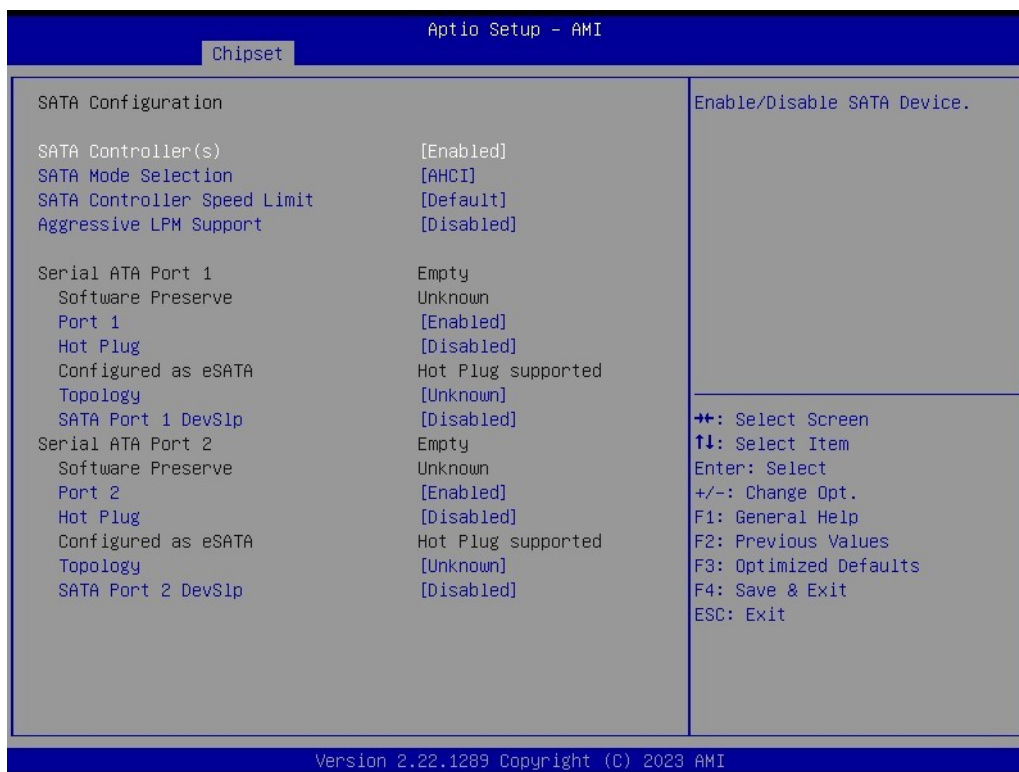 Aptio Setup – AMI
Chipset
SATA Configuration
Enable/Disable SATA Device.
SATA Controller(s) [Enabled]
SATA Mode Selection [AHCI]
SATA Controller Speed Limit [Default]
Aggressive LPM Support [Disabled]
Serial ATA Port 1 Empty
Software Preserve Unknown
Port 1 [Enabled]
Hot Plug [Disabled]
Configured as eSATA Hot Plug supported
Topology [Unknown]
SATA Port 1 DevSlp [Disabled]
Serial ATA Port 2 Empty
Software Preserve Unknown
Port 2 [Enabled]
Hot Plug [Disabled]
Configured as eSATA Hot Plug supported
Topology [Unknown]
SATA Port 2 DevSlp [Disabled]
→←: Select Screen
↑↓: Select Item
Enter: Select
+/-: Change Opt.
F1: General Help
F2: Previous Values
F3: Optimized Defaults
F4: Save & Exit
ESC: Exit
Version 2.22.1289 Copyright (C) 2023 AMI